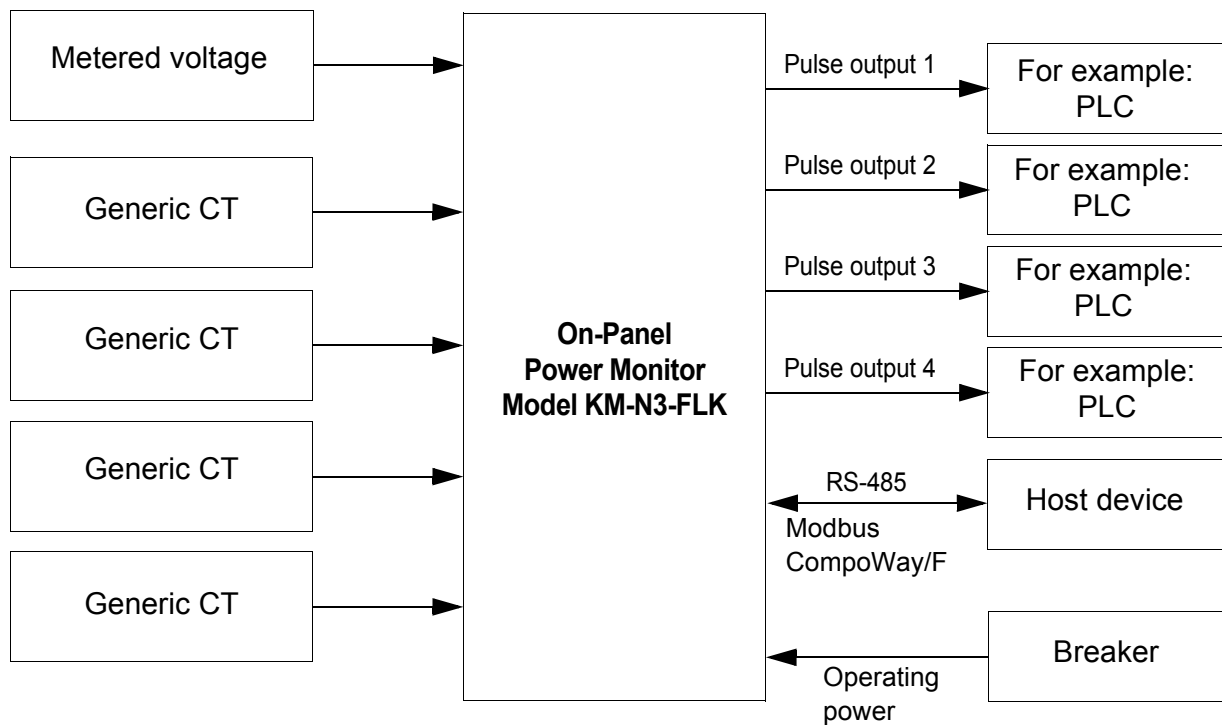 Metered voltage
Generic CT
Generic CT
Generic CT
Generic CT
On-Panel
Power Monitor
Model KM-N3-FLK
Pulse output 1
For example:
PLC
Pulse output 2
For example:
PLC
Pulse output 3
For example:
PLC
Pulse output 4
For example:
PLC
RS-485
Modbus
CompoWay/F
Host device
Operating
power
Breaker